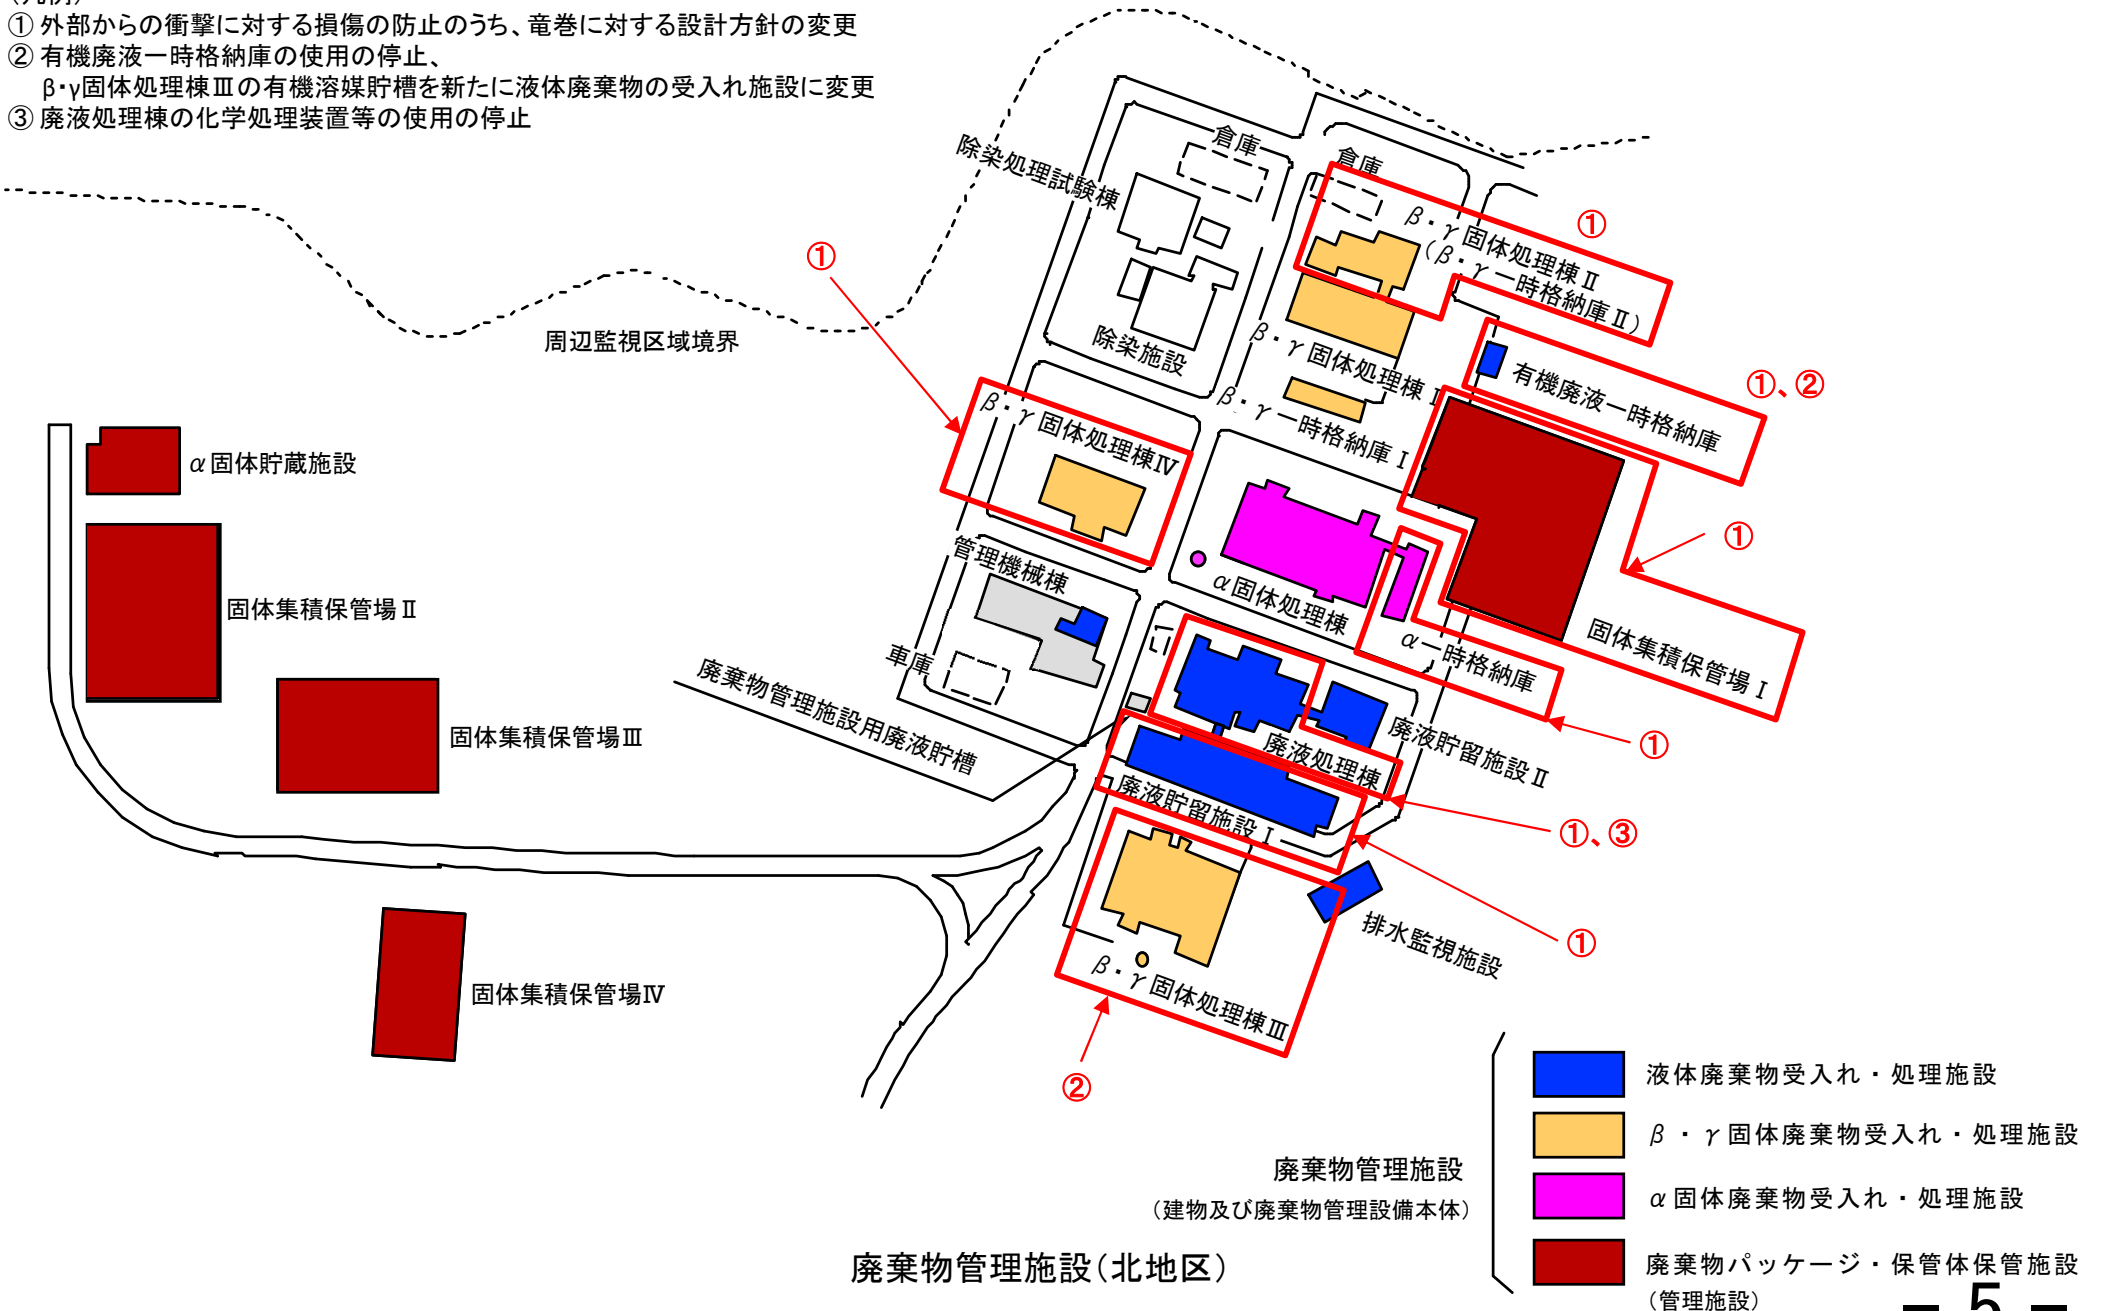 ① 外部からの衝撃に対する損傷の防止のうち、竜巻に対する設計方針の変更
② 有機廃液一時格納庫の使用の停止、
β・γ固体処理棟Ⅲの有機溶媒貯槽を新たに液体廃棄物の受入れ施設に変更
③ 廃液処理棟の化学処理装置等の使用の停止
倉庫
除染処理試験棟
倉庫
β・γ固体処理棟Ⅱ
(β・γ一時格納庫Ⅱ)
①
①
周辺監視区域境界
除染施設
β・γ固体処理棟Ⅰ
有機廃液一時格納庫
①、②
β・γ一時格納庫Ⅰ
β・γ固体処理棟Ⅳ
α固体貯蔵施設
①
管理機械棟
α固体処理棟
固体集積保管場Ⅱ
α一時格納庫
固体集積保管場Ⅰ
車庫
廃棄物管理施設用廃液貯槽
固体集積保管場Ⅲ
廃液処理棟
廃液貯留施設Ⅱ
①
廃液貯留施設Ⅰ
①、③
①
排水監視施設
固体集積保管場Ⅳ
β・γ固体処理棟Ⅲ
②
廃棄物管理施設
(建物及び廃棄物管理設備本体)
液体廃棄物受入れ・処理施設
β・γ固体廃棄物受入れ・処理施設
α固体廃棄物受入れ・処理施設
廃棄物パッケージ・保管体保管施設
(管理施設)
廃棄物管理施設(北地区)
- 5 -